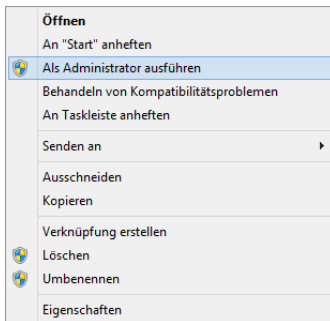 Öffnen
An "Start" anheften
Als Administrator ausführen
Behandeln von Kompatibilitätsproblemen
An Taskleiste anheften
Senden an
Ausschneiden
Kopieren
Verknüpfung erstellen
Löschen
Umbenennen
Eigenschaften